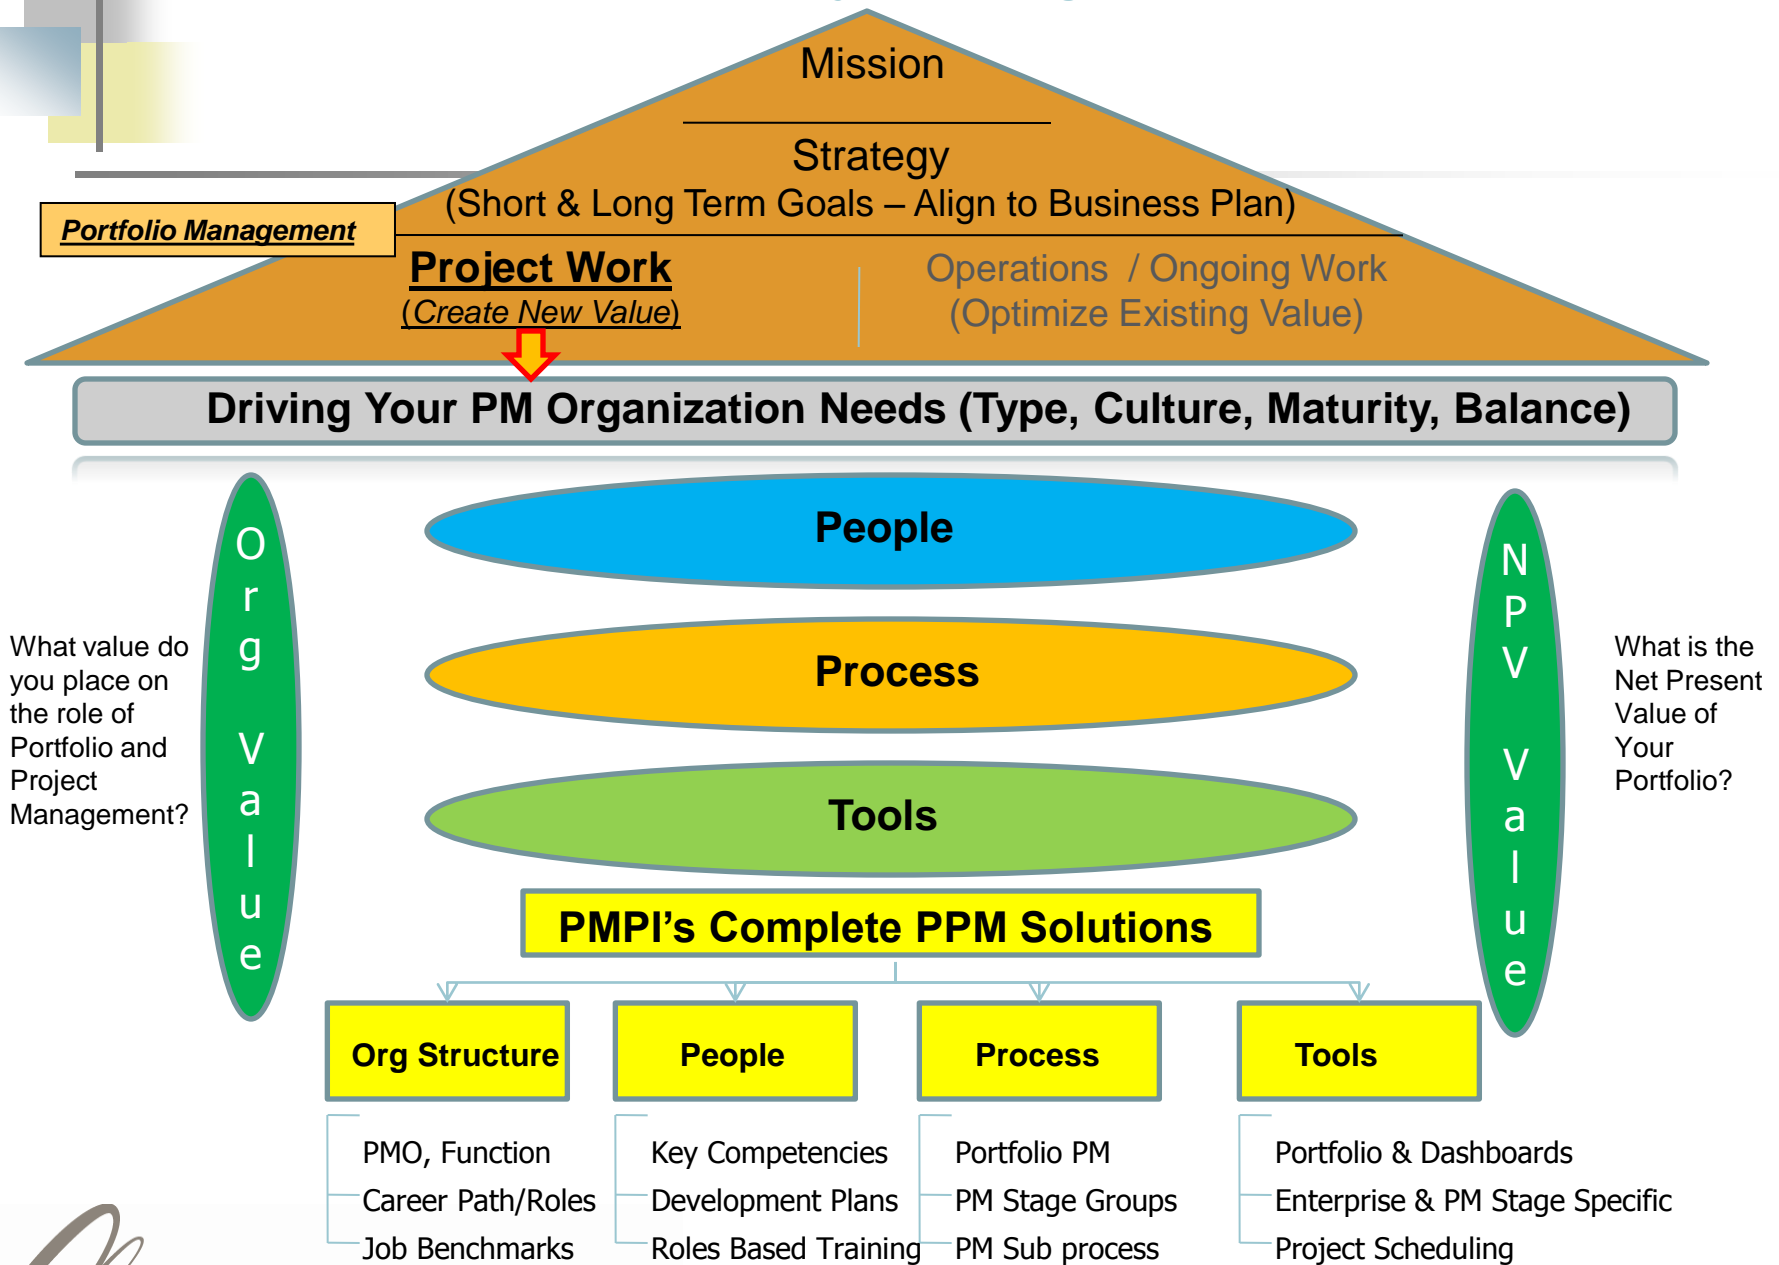 Mission
Strategy
(Short & Long Term Goals – Align to Business Plan)
Portfolio Management
Project Work
(Create New Value)
Operations / Ongoing Work
(Optimize Existing Value)
Driving Your PM Organization Needs (Type, Culture, Maturity, Balance)
What value do
you place on
the role of
Portfolio and
Project
Management?
Org Value
People
Process
Tools
NPV Value
What is the
Net Present
Value of
Your
Portfolio?
PMPI's Complete PPM Solutions
Org Structure
PMO, Function
Career Path/Roles
Job Benchmarks
People
Key Competencies
Development Plans
Roles Based Training
Process
Portfolio PM
PM Stage Groups
PM Sub process
Tools
Portfolio & Dashboards
Enterprise & PM Stage Specific
Project Scheduling